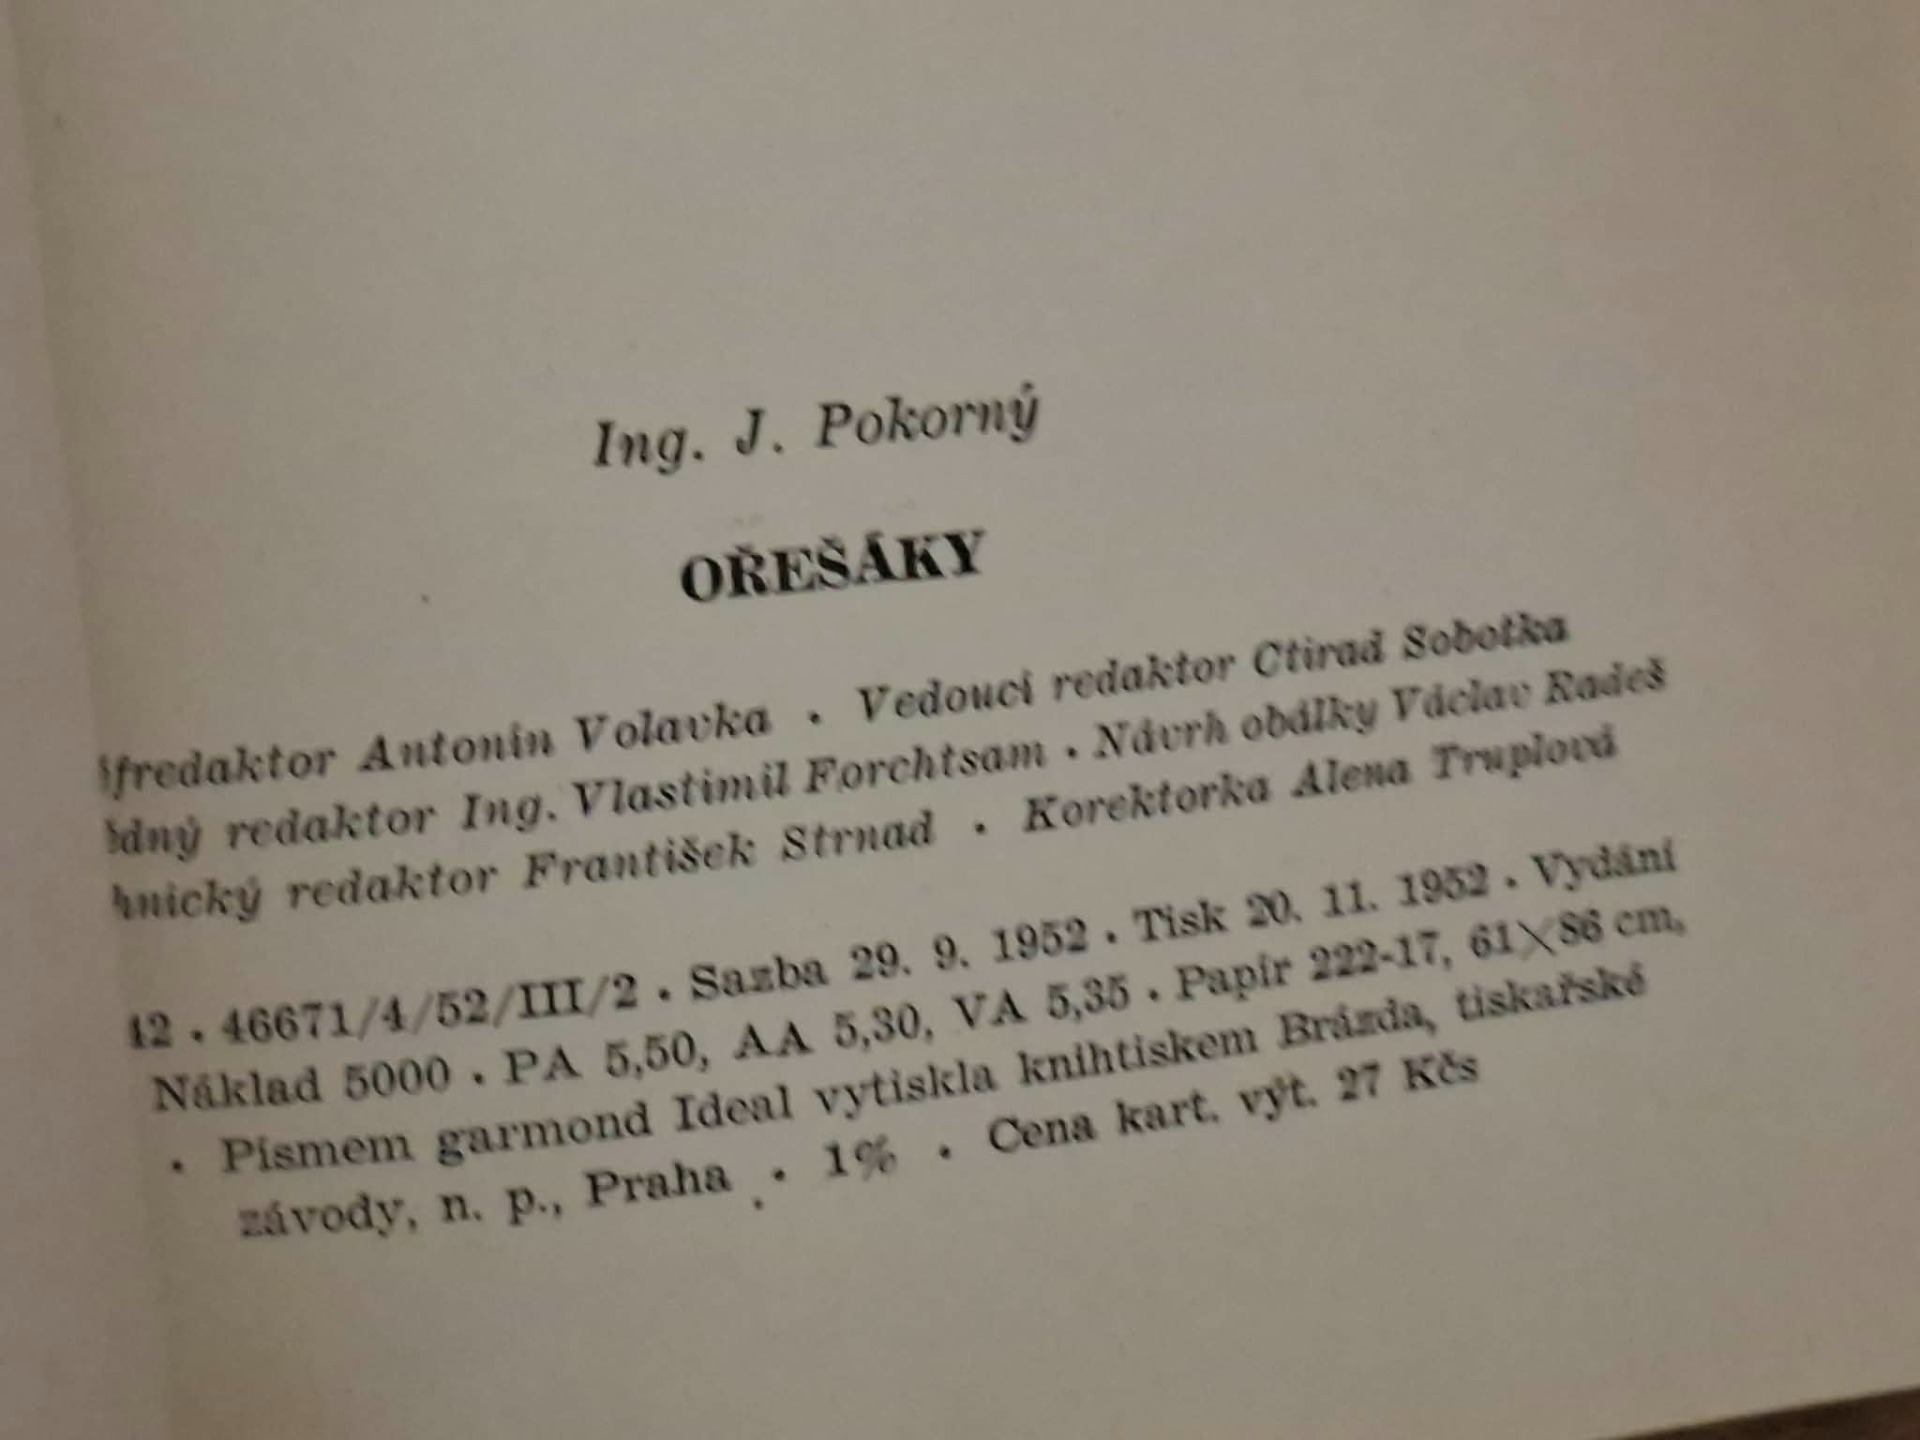 Ing. J. Pokorný
OŘEŠÁKY
éfredaktor Antonín Volavka . Vedoucí redaktor Ctirad Sobotka
redaktor Ing. Vlastimil Forchtsam . Návrh obálky Václav Radeš
hnický redaktor František Strnad . Korektorka Alena Truplová
12 . 46671/4/52/III/2 . Sazba 29. 9. 1952 . Tisk 20. 11. 1952 . Vydání
Náklad 5000 . PA 5,50, AA 5,30, VA 5,35 . Papír 222-17, 61×86 cm,
. Písmem garmond Ideal vytiskla knihtiskem Brázda, tiskařské
závody, n. p., Praha . 1% . Cena kart. výt. 27 Kčs